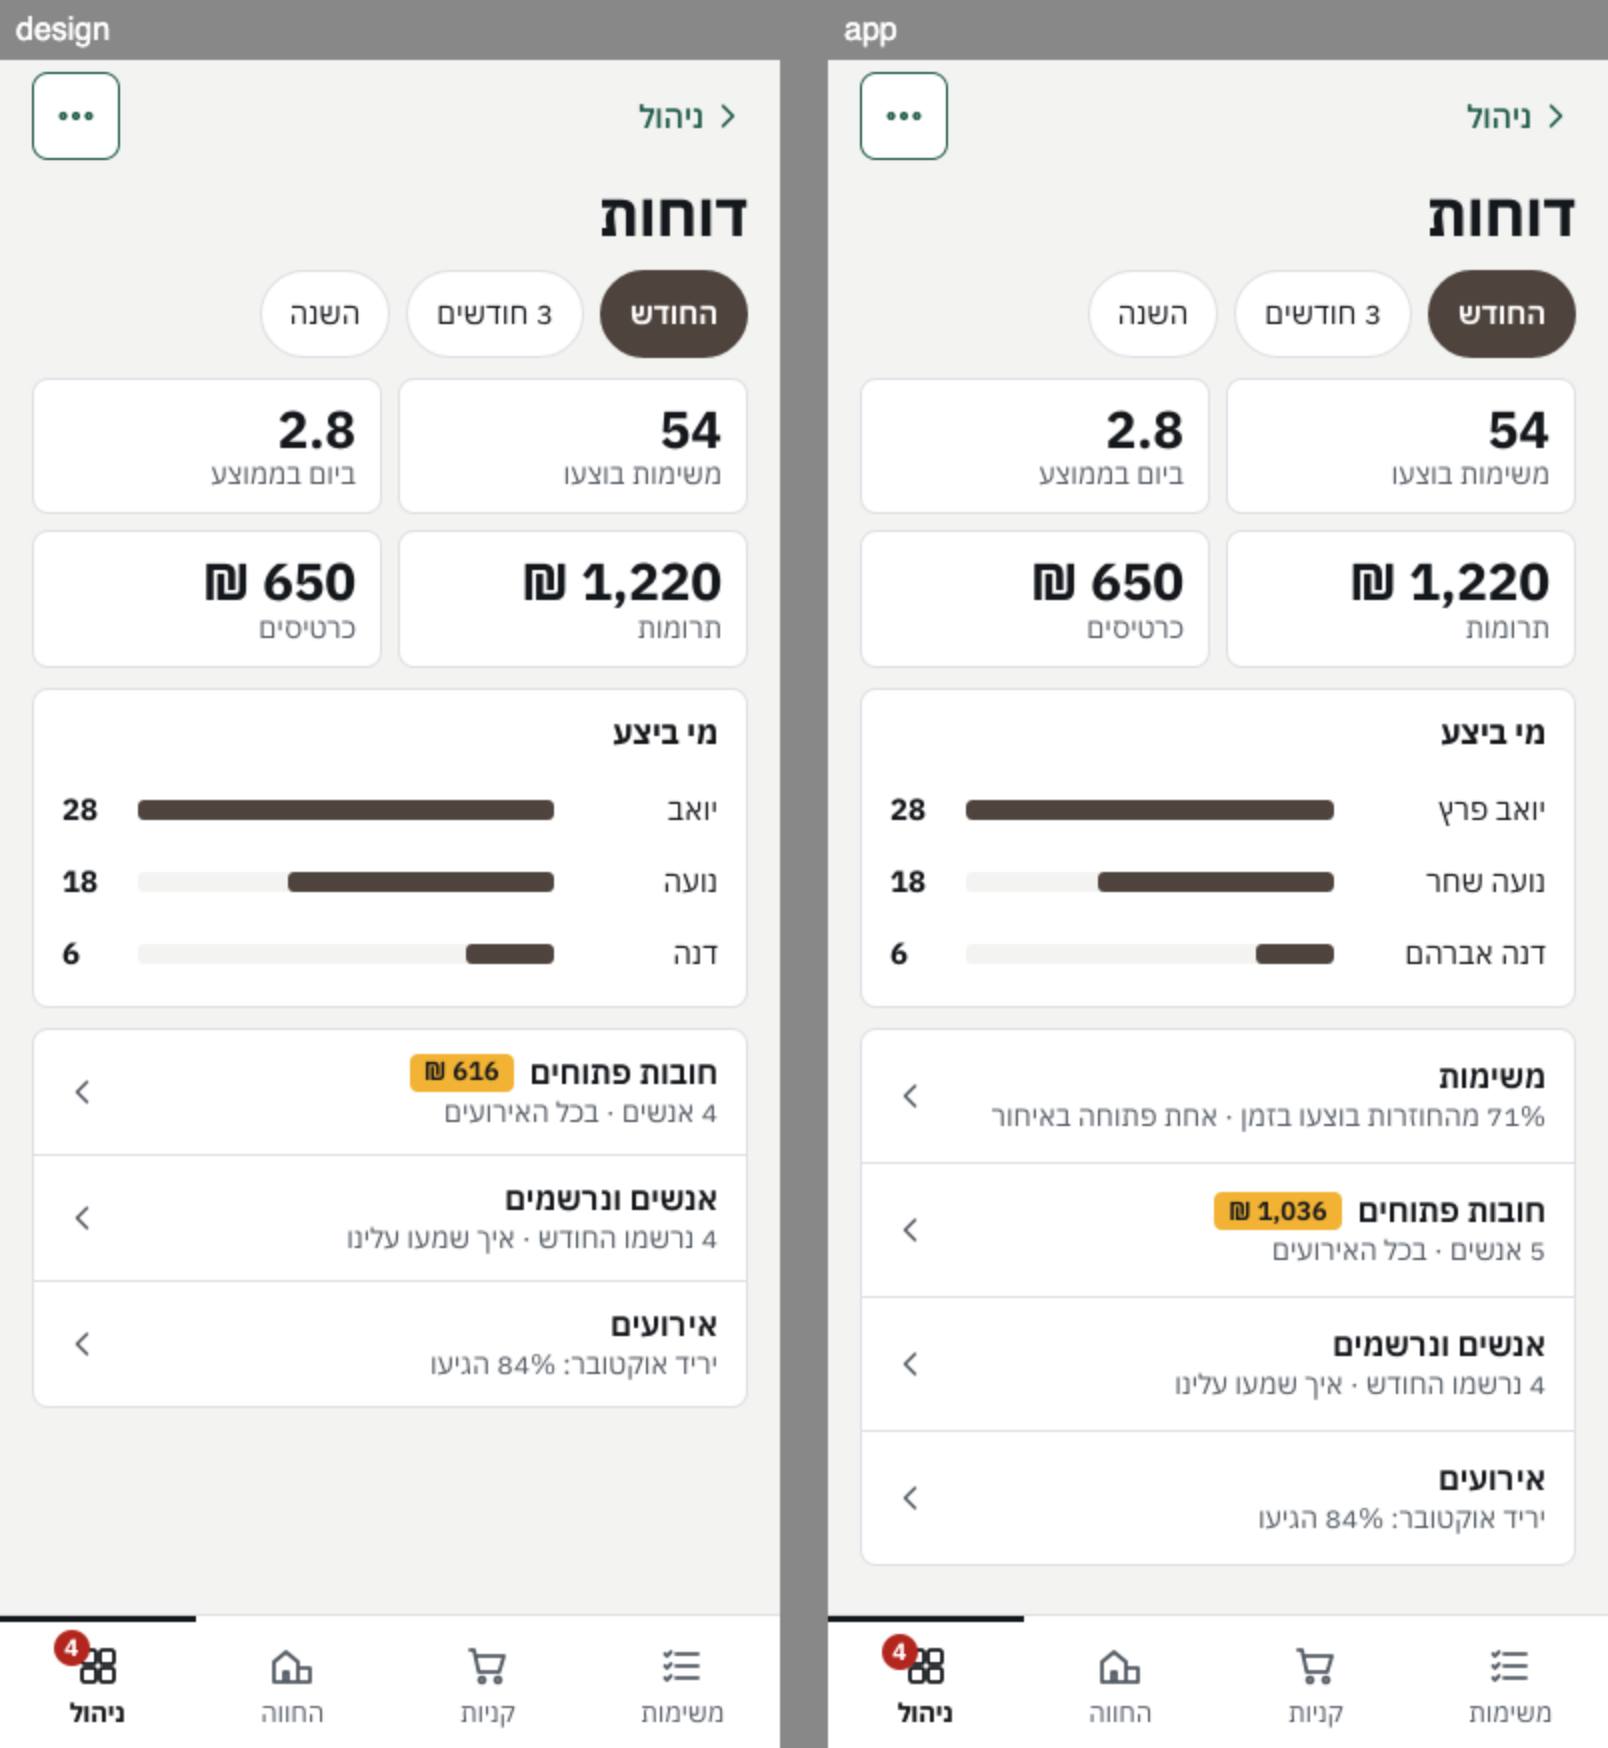 design
ניהול
דוחות
החודש
3 חודשים
השנה
54
משימות בוצעו
2.8
ביום בממוצע
1,220 ₪
תרומות
650 ₪
כרטיסים
מי ביצע
יואב 28
נועה 18
דנה 6
חובות פתוחים 616 ₪
4 אנשים · בכל האירועים
אנשים ונרשמים
4 נרשמו החודש · איך שמעו עלינו
אירועים
יריד אוקטובר: 84% הגיעו
משימות
קניות
החווה
4
ניהול
app
ניהול
דוחות
החודש
3 חודשים
השנה
54
משימות בוצעו
2.8
ביום בממוצע
1,220 ₪
תרומות
650 ₪
כרטיסים
מי ביצע
יואב פרץ 28
נועה שחר 18
דנה אברהם 6
משימות
71% מהחוזרות בוצעו בזמן · אחת פתוחה באיחור
חובות פתוחים 1,036 ₪
5 אנשים · בכל האירועים
אנשים ונרשמים
4 נרשמו החודש · איך שמעו עלינו
אירועים
יריד אוקטובר: 84% הגיעו
משימות
קניות
החווה
4
ניהול